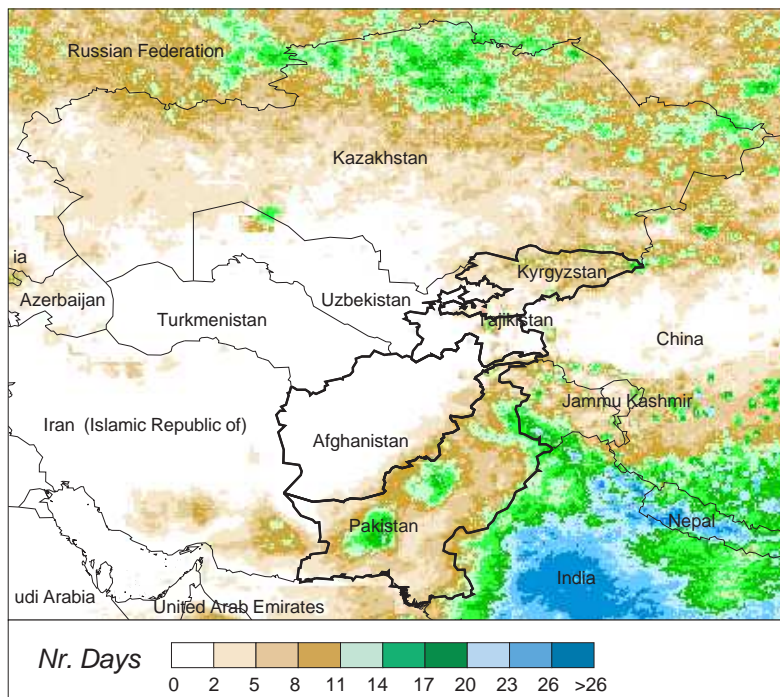 Russian Federation
Kazakhstan
ia
Kyrgyzstan
Azerbaijan
Uzbekistan
Turkmenistan
Tajikistan
China
Jammu Kashmir
Iran (Islamic Republic of)
Afghanistan
Pakistan
Nepal
India
udi Arabia
United Arab Emirates
Nr. Days
0 2 5 8 11 14 17 20 23 26 >26